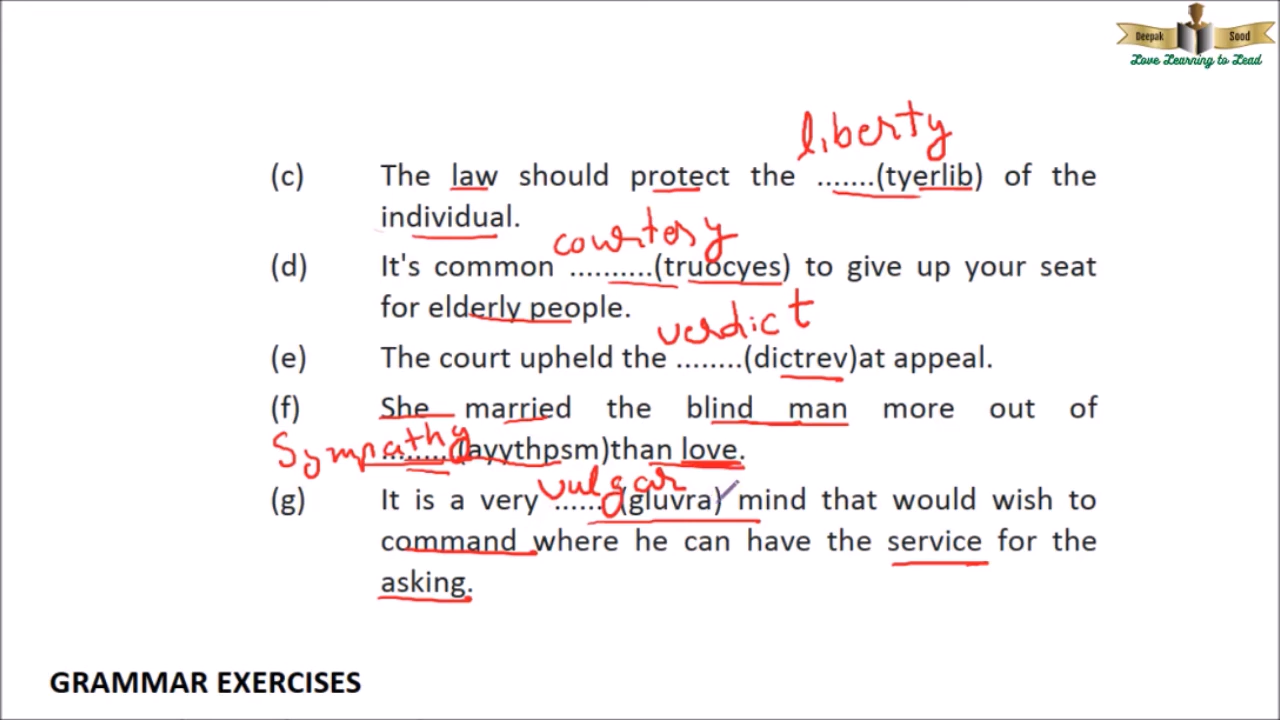 Deepak Sood
Love Learning to Lead
liberty
(c) The law should protect the .......(tyerlib) of the
individual.
courtesy
(d) It's common ..........(truocyes) to give up your seat
for elderly people.
verdict
(e) The court upheld the ........(dictrev)at appeal.
(f) She married the blind man more out of
Sympathy
........(ayythpsm)than love.
vulgar
(g) It is a very ......(gluvra) mind that would wish to
command where he can have the service for the
asking.
GRAMMAR EXERCISES